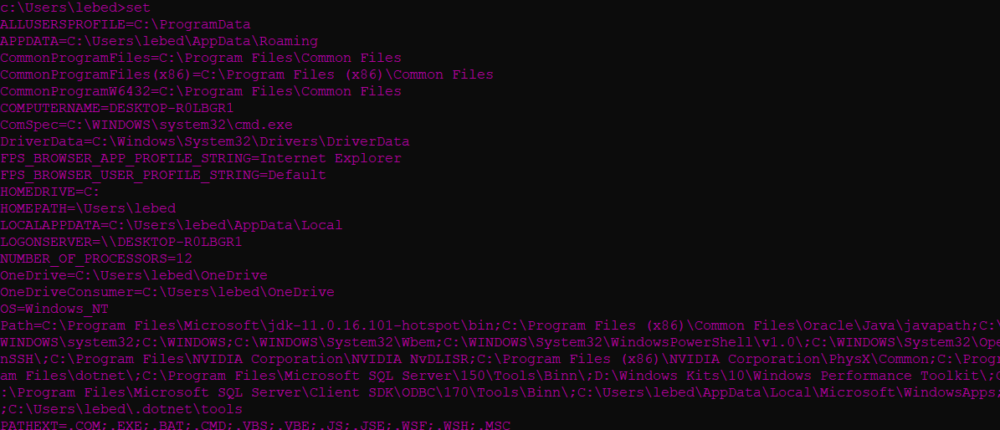 c:\Users\lebed>set
ALLUSERSPROFILE=C:\ProgramData
APPDATA=C:\Users\lebed\AppData\Roaming
CommonProgramFiles=C:\Program Files\Common Files
CommonProgramFiles(x86)=C:\Program Files (x86)\Common Files
CommonProgramW6432=C:\Program Files\Common Files
COMPUTERNAME=DESKTOP-R0LBGR1
ComSpec=C:\WINDOWS\system32\cmd.exe
DriverData=C:\Windows\System32\Drivers\DriverData
FPS_BROWSER_APP_PROFILE_STRING=Internet Explorer
FPS_BROWSER_USER_PROFILE_STRING=Default
HOMEDRIVE=C:
HOMEPATH=\Users\lebed
LOCALAPPDATA=C:\Users\lebed\AppData\Local
LOGONSERVER=\\DESKTOP-R0LBGR1
NUMBER_OF_PROCESSORS=12
OneDrive=C:\Users\lebed\OneDrive
OneDriveConsumer=C:\Users\lebed\OneDrive
OS=Windows_NT
Path=C:\Program Files\Microsoft\jdk-11.0.16.101-hotspot\bin;C:\Program Files (x86)\Common Files\Oracle\Java\javapath;C:\
WINDOWS\system32;C:\WINDOWS;C:\WINDOWS\System32\Wbem;C:\WINDOWS\System32\WindowsPowerShell\v1.0\;C:\WINDOWS\System32\Ope
nSSH\;C:\Program Files\NVIDIA Corporation\NVIDIA NvDLISR;C:\Program Files (x86)\NVIDIA Corporation\PhysX\Common;C:\Progr
am Files\dotnet\;C:\Program Files\Microsoft SQL Server\150\Tools\Binn\;D:\Windows Kits\10\Windows Performance Toolkit\;C
:\Program Files\Microsoft SQL Server\Client SDK\ODBC\170\Tools\Binn\;C:\Users\lebed\AppData\Local\Microsoft\WindowsApps;
;C:\Users\lebed\.dotnet\tools
PATHEXT=.COM;.EXE;.BAT;.CMD;.VBS;.VBE;.JS;.JSE;.WSF;.WSH;.MSC